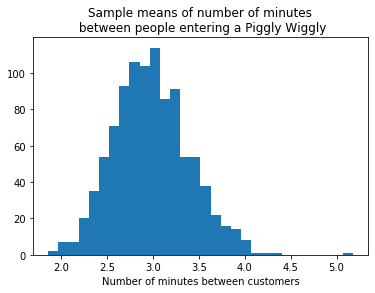 Sample means of number of minutes
between people entering a Piggly Wiggly
100
80
60
40
20
0
2.0 2.5 3.0 3.5 4.0 4.5 5.0
Number of minutes between customers